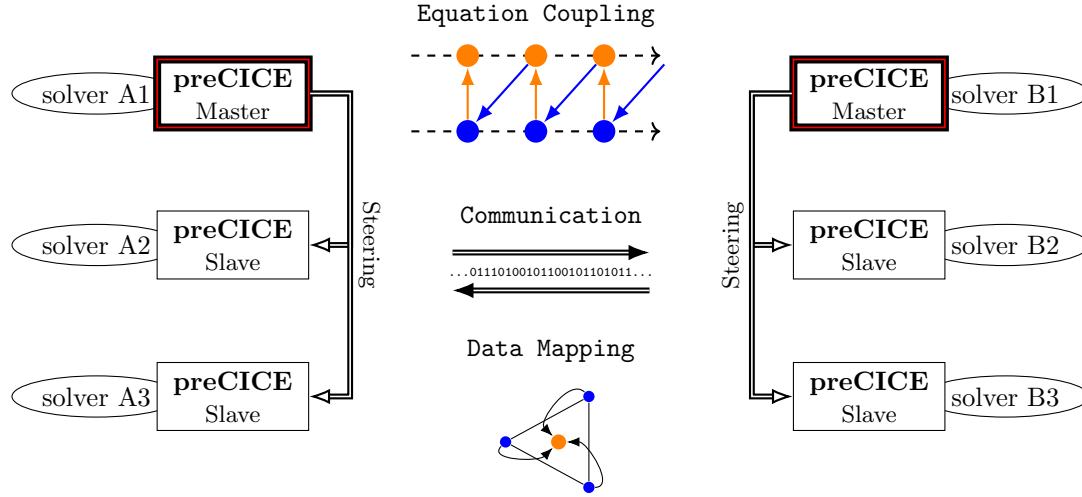 Equation Coupling
solver A1
preCICE
Master
preCICE
Master
solver B1
Steering
Steering
Communication
...0111010010110010110101011...
solver A2
preCICE
Slave
preCICE
Slave
solver B2
Data Mapping
solver A3
preCICE
Slave
preCICE
Slave
solver B3